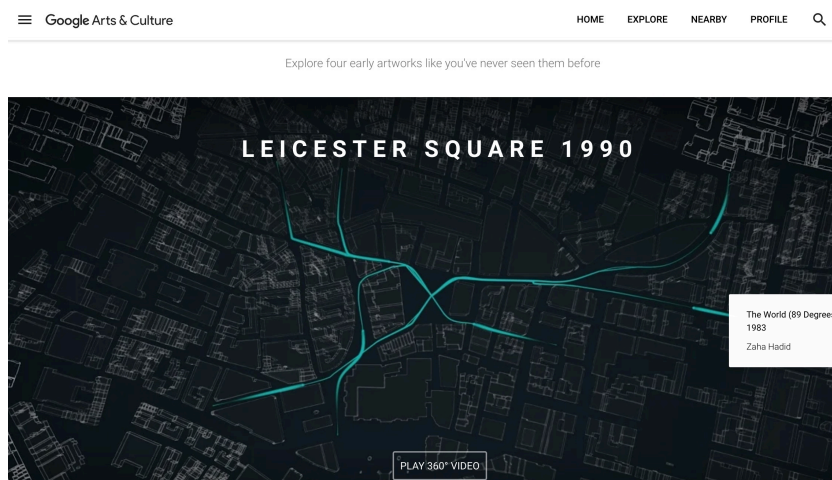 Google Arts & Culture
HOME
EXPLORE
NEARBY
PROFILE
Explore four early artworks like you've never seen them before
LEICESTER SQUARE 1990
The World (89 Degrees
1983
Zaha Hadid
PLAY 360° VIDEO